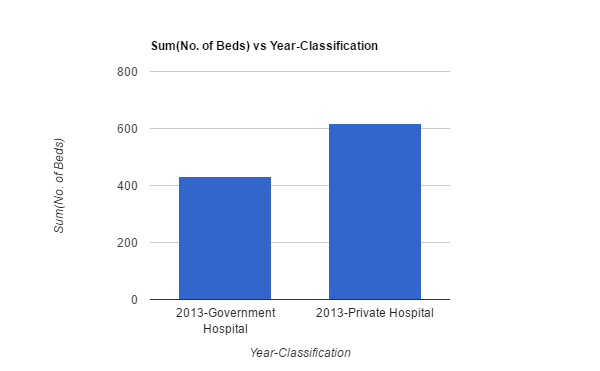 Sum(No. of Beds) vs Year-Classification
800
600
400
200
0
Sum(No. of Beds)
2013-Government
Hospital
2013-Private Hospital
Year-Classification